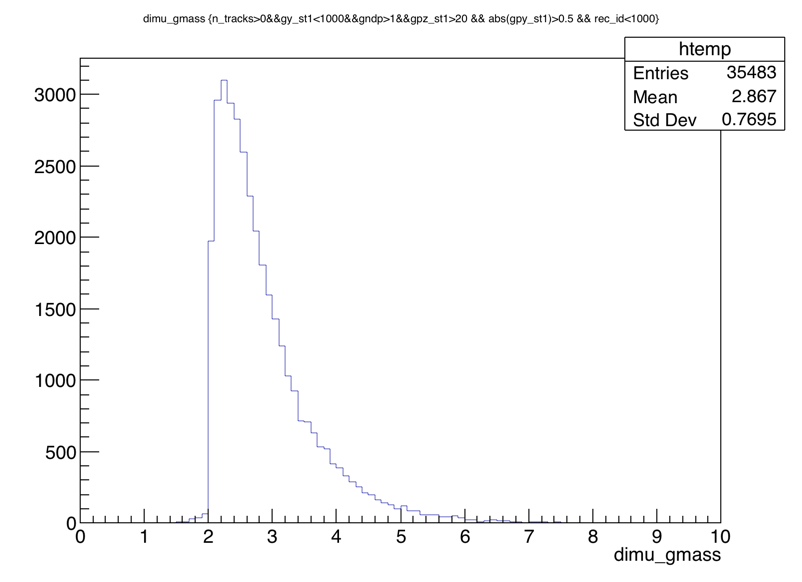 dimu_gmass {n_tracks>0&&gy_st1<1000&&gndp>1&&gpz_st1>20 && abs(gpy_st1)>0.5 && rec_id<1000}
htemp
Entries 35483
Mean 2.867
Std Dev 0.7695
3000
2500
2000
1500
1000
500
0
0 1 2 3 4 5 6 7 8 9 10
dimu_gmass